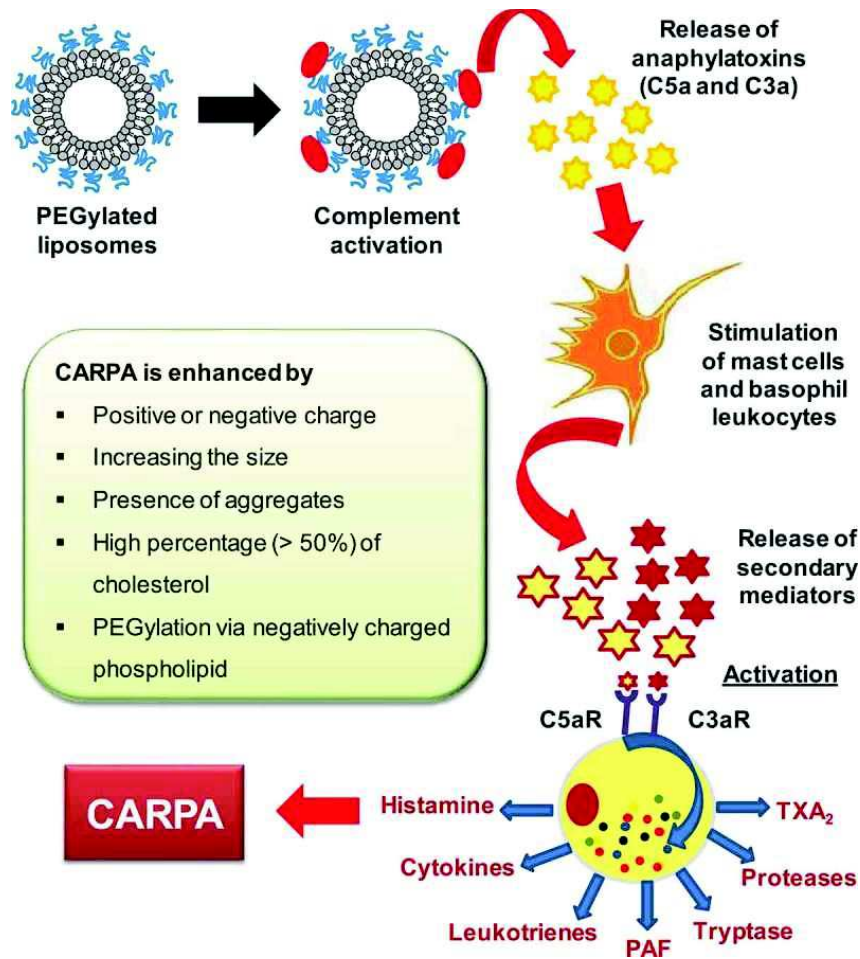 PEGylated
liposomes
Complement
activation
Release of
anaphylatoxins
(C5a and C3a)
Stimulation
of mast cells
and basophil
leukocytes
CARPA is enhanced by
▪ Positive or negative charge
▪ Increasing the size
▪ Presence of aggregates
▪ High percentage (> 50%) of
cholesterol
▪ PEGylation via negatively charged
phospholipid
Release of
secondary
mediators
Activation
C5aR
C3aR
CARPA
Histamine
Cytokines
Leukotrienes
PAF
Tryptase
Proteases
TXA₂